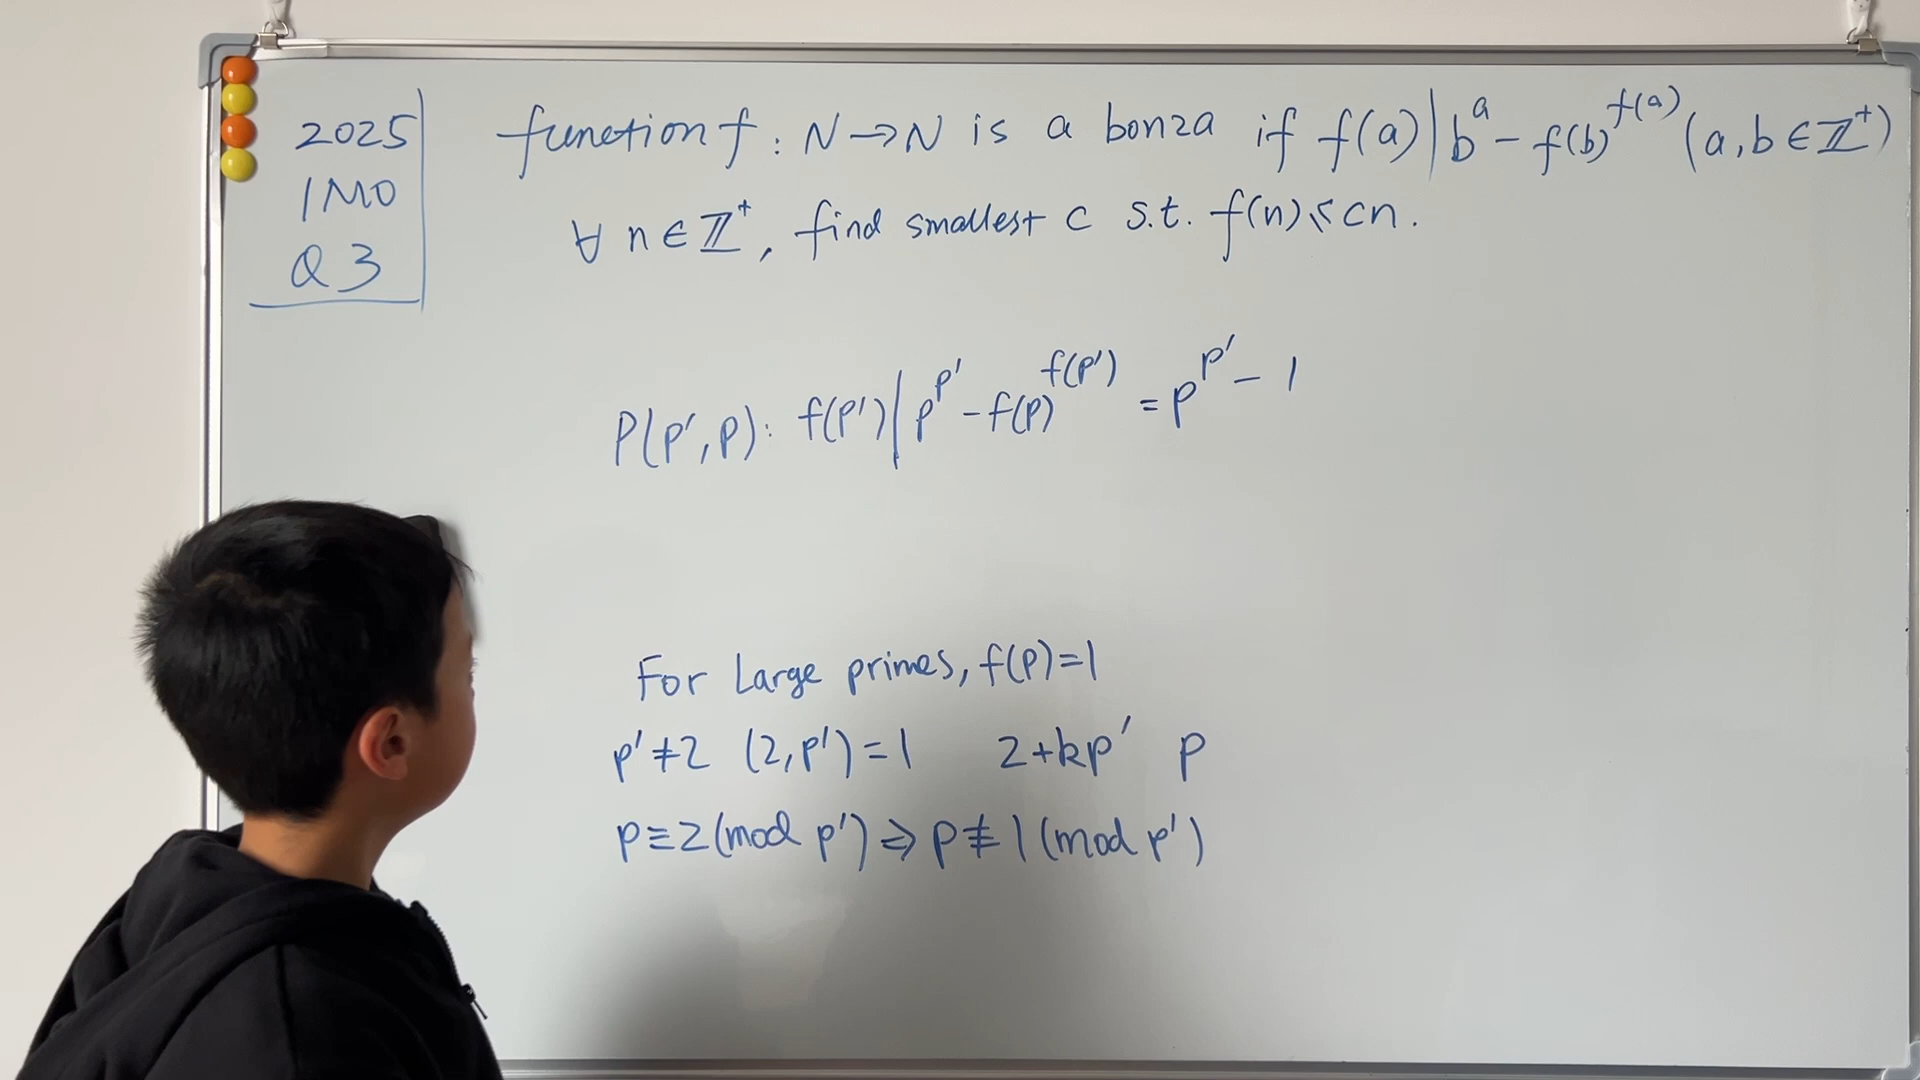 2025
IMO
Q3
function f: N→N is a bonza if f(a)|b^a - f(b)^f(a) (a,b∈ℤ⁺)
∀ n∈ℤ⁺, find smallest c s.t. f(n)≤cn.
P(p',p): f(p')|p^p' - f(p)^f(p') = p^p' - 1
For Large primes, f(p)=1
p'≠2 (2,p')=1 2+kp' p
p≡2(mod p')⇒p≢1(mod p')